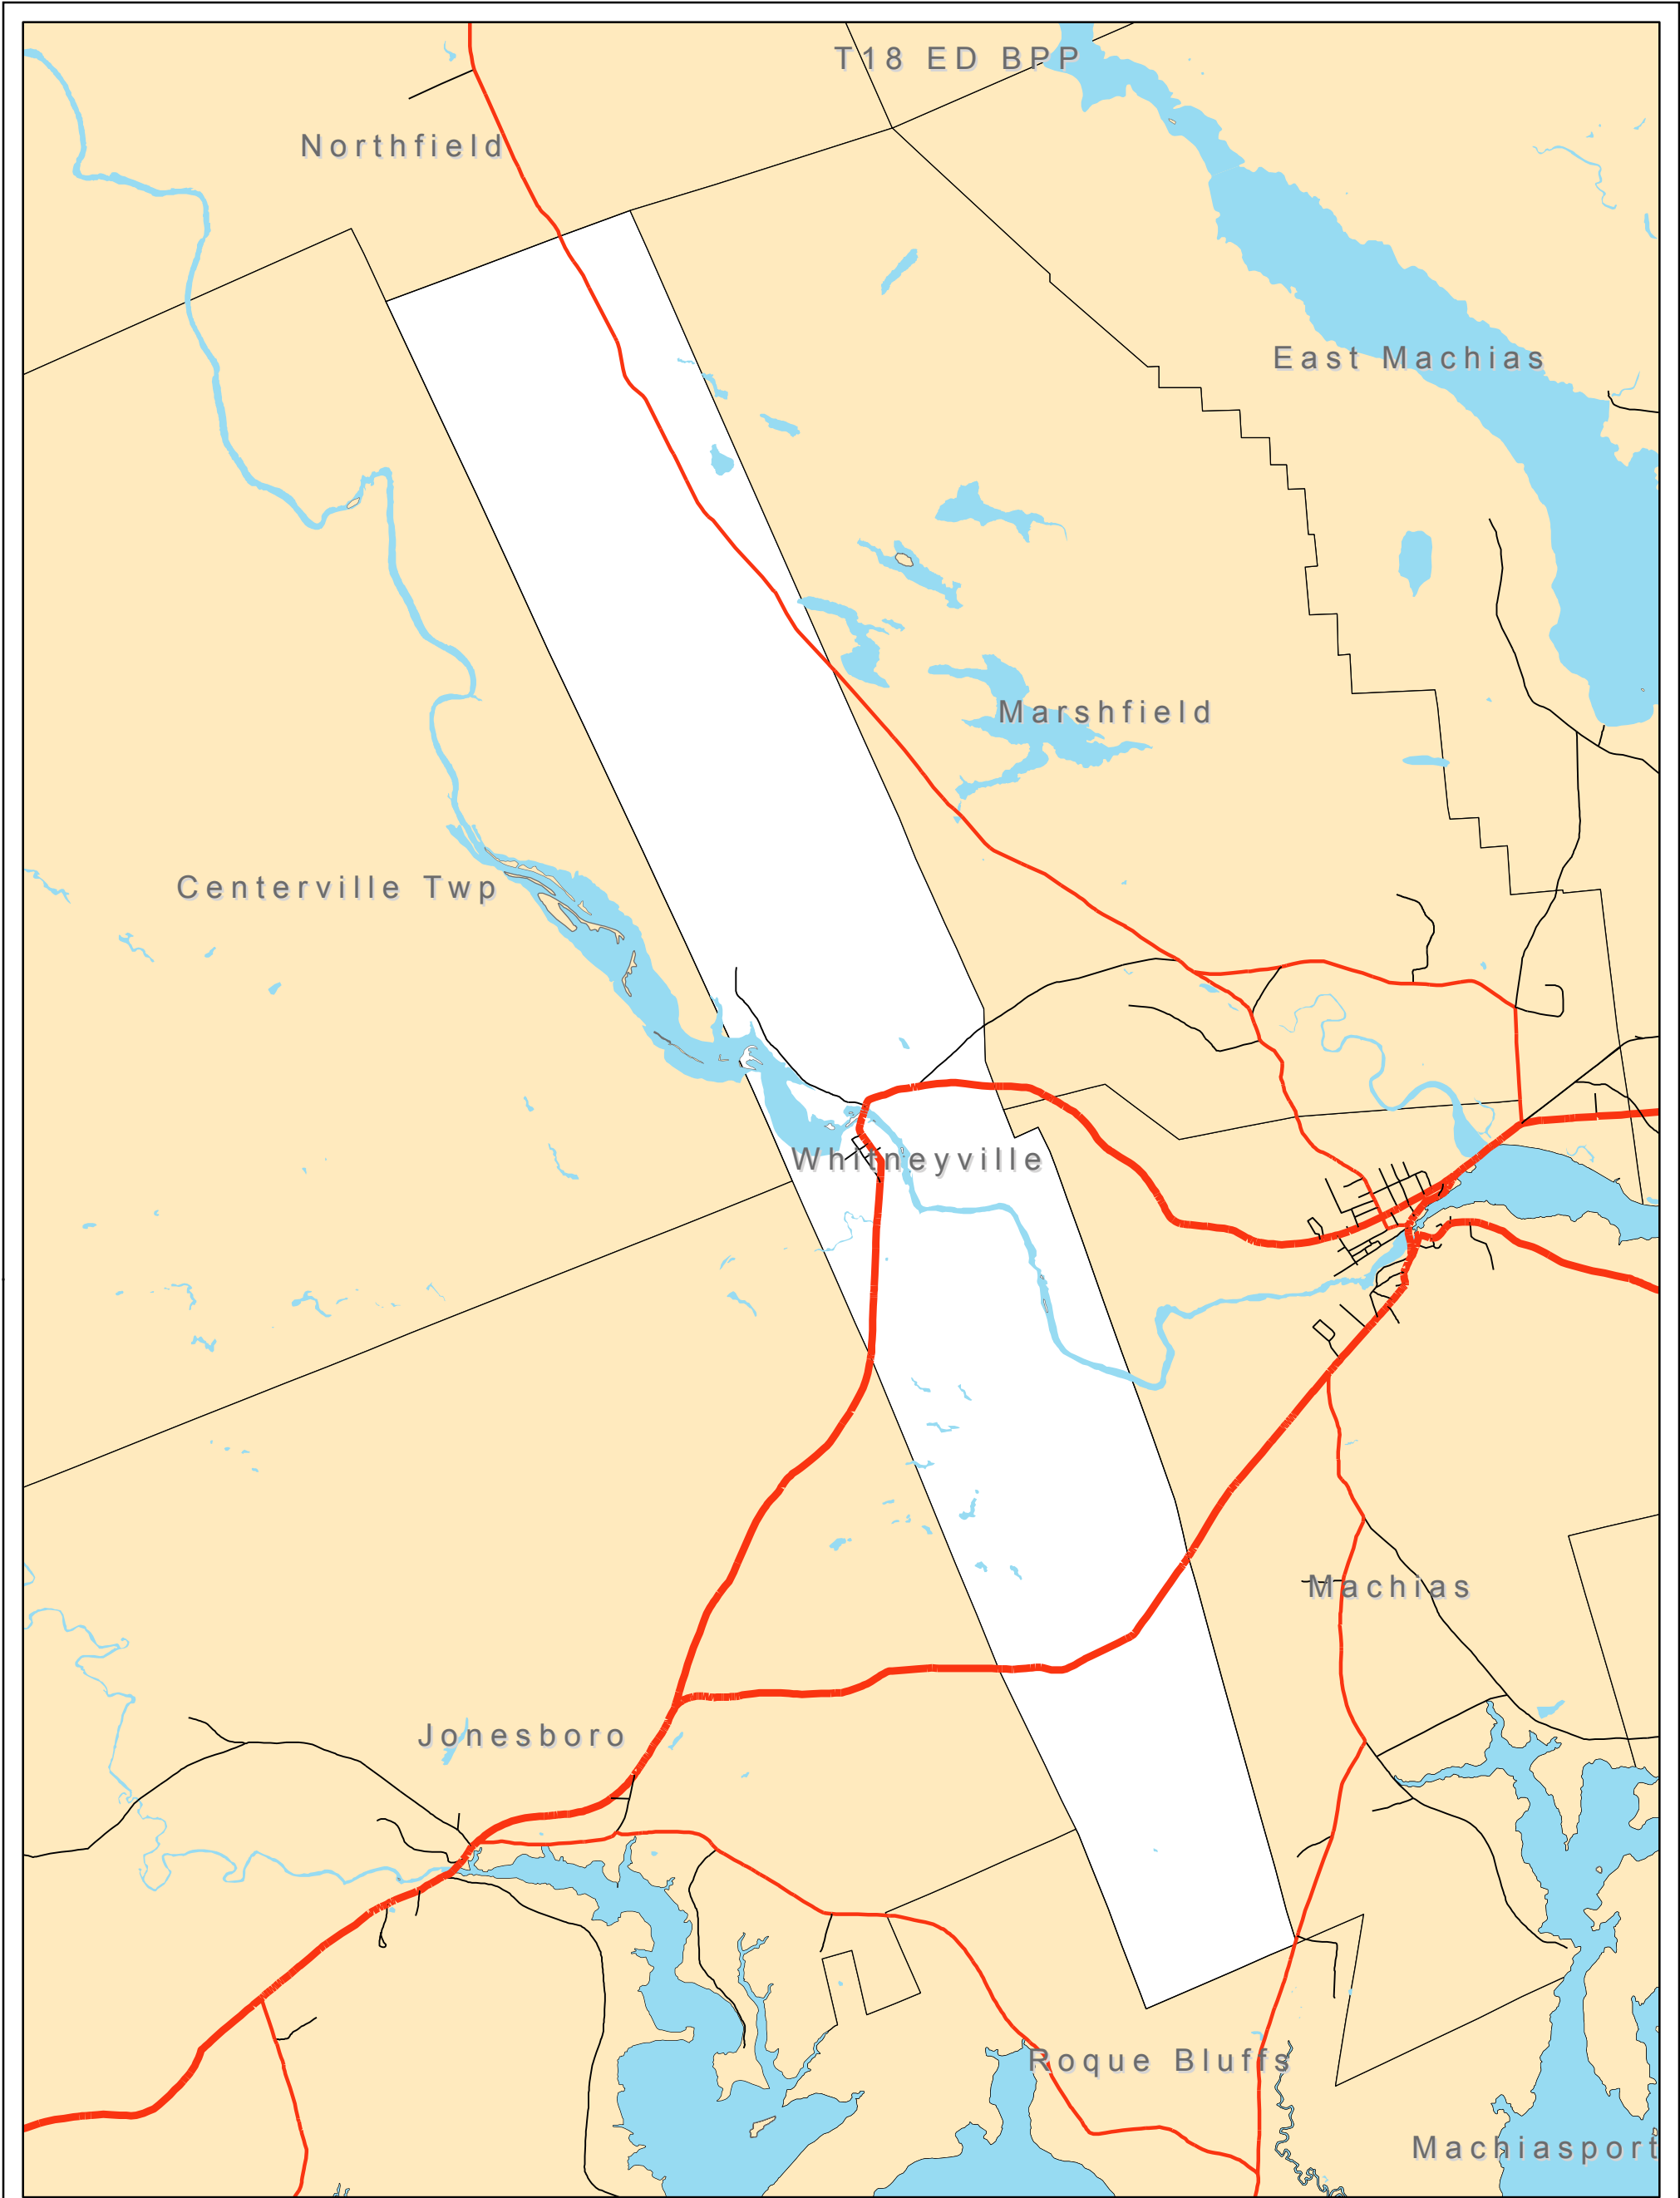 T18 ED BPP
Northfield
East Machias
Marshfield
Centerville Twp
Whitneyville
Machias
Jonesboro
Roque Bluffs
Machiasport